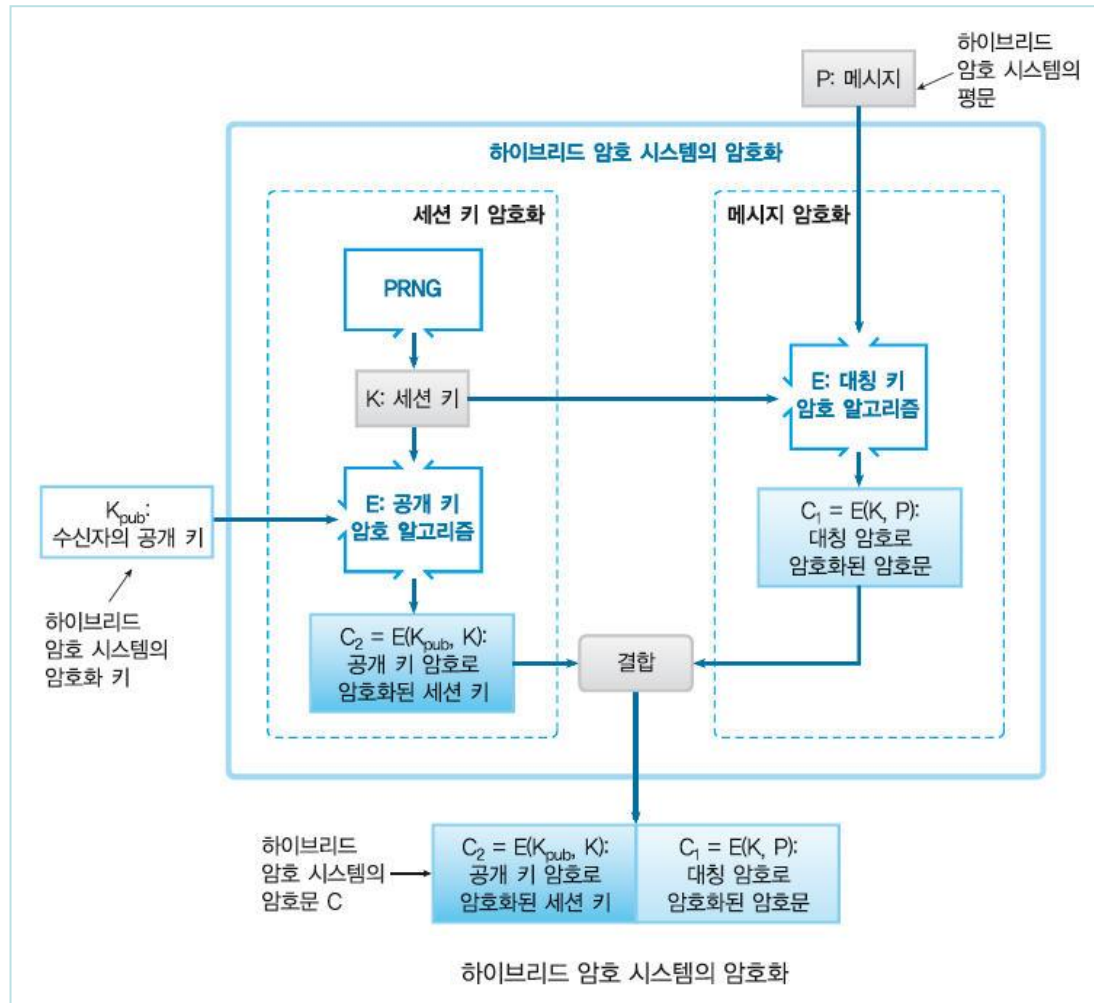 하이브리드
암호 시스템의
평문
P: 메시지
하이브리드 암호 시스템의 암호화
세션 키 암호화
메시지 암호화
PRNG
K: 세션 키
E: 대칭 키
암호 알고리즘
K_pub:
수신자의 공개 키
E: 공개 키
암호 알고리즘
C₁ = E(K, P):
대칭 암호로
암호화된 암호문
하이브리드
암호 시스템의
암호화 키
C₂ = E(K_pub, K):
공개 키 암호로
암호화된 세션 키
결합
하이브리드
암호 시스템의
암호문 C
C₂ = E(K_pub, K):
공개 키 암호로
암호화된 세션 키
C₁ = E(K, P):
대칭 암호로
암호화된 암호문
하이브리드 암호 시스템의 암호화